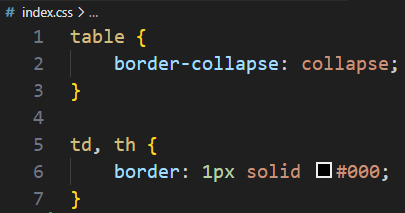 # index.css > ...
1 table {
2     border-collapse: collapse;
3 }
4
5 td, th {
6     border: 1px solid #000;
7 }